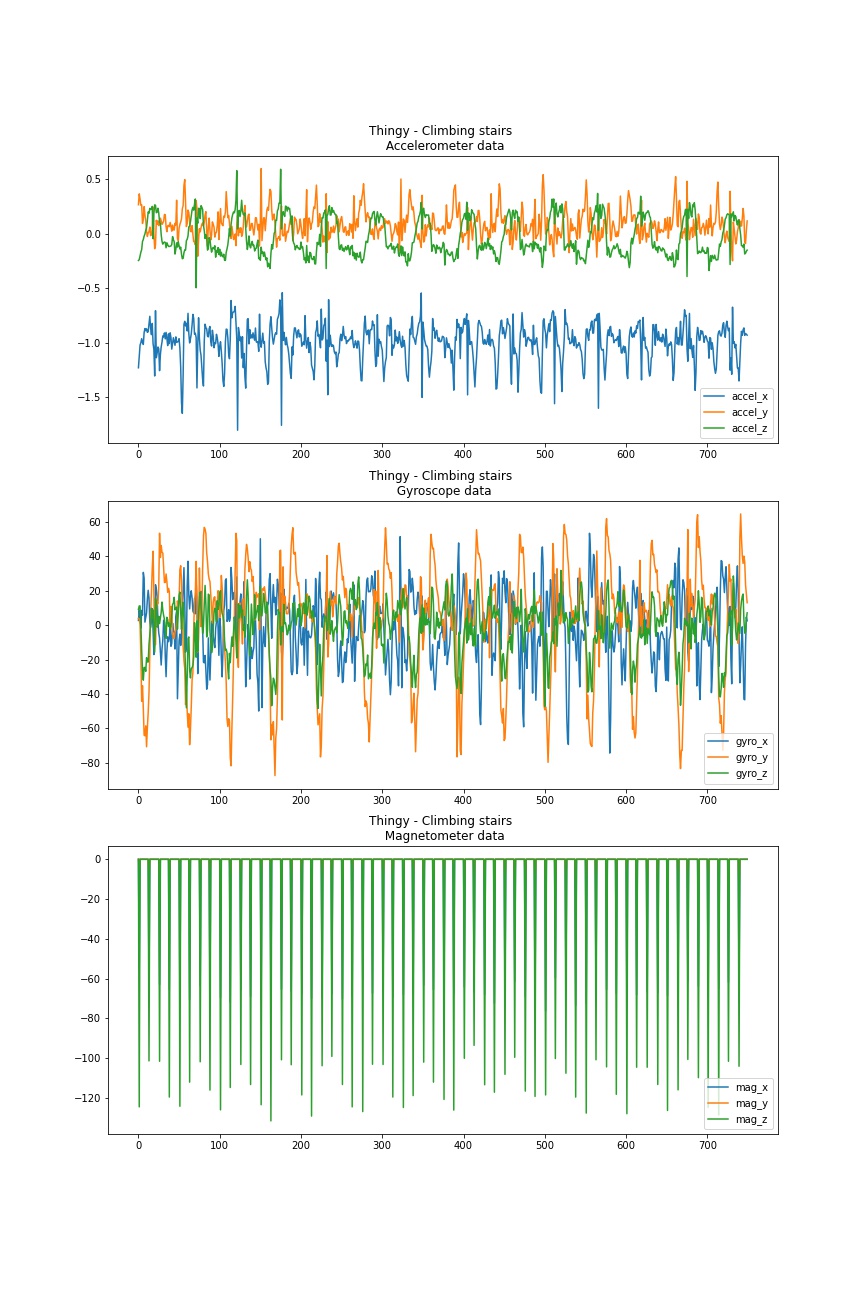 Thingy - Climbing stairs
Accelerometer data
0.5
0.0
−0.5
−1.0
−1.5
accel_x
accel_y
accel_z
0 100 200 300 400 500 600 700
Thingy - Climbing stairs
Gyroscope data
60
40
20
0
−20
−40
−60
−80
gyro_x
gyro_y
gyro_z
0 100 200 300 400 500 600 700
Thingy - Climbing stairs
Magnetometer data
0
−20
−40
−60
−80
−100
−120
mag_x
mag_y
mag_z
0 100 200 300 400 500 600 700